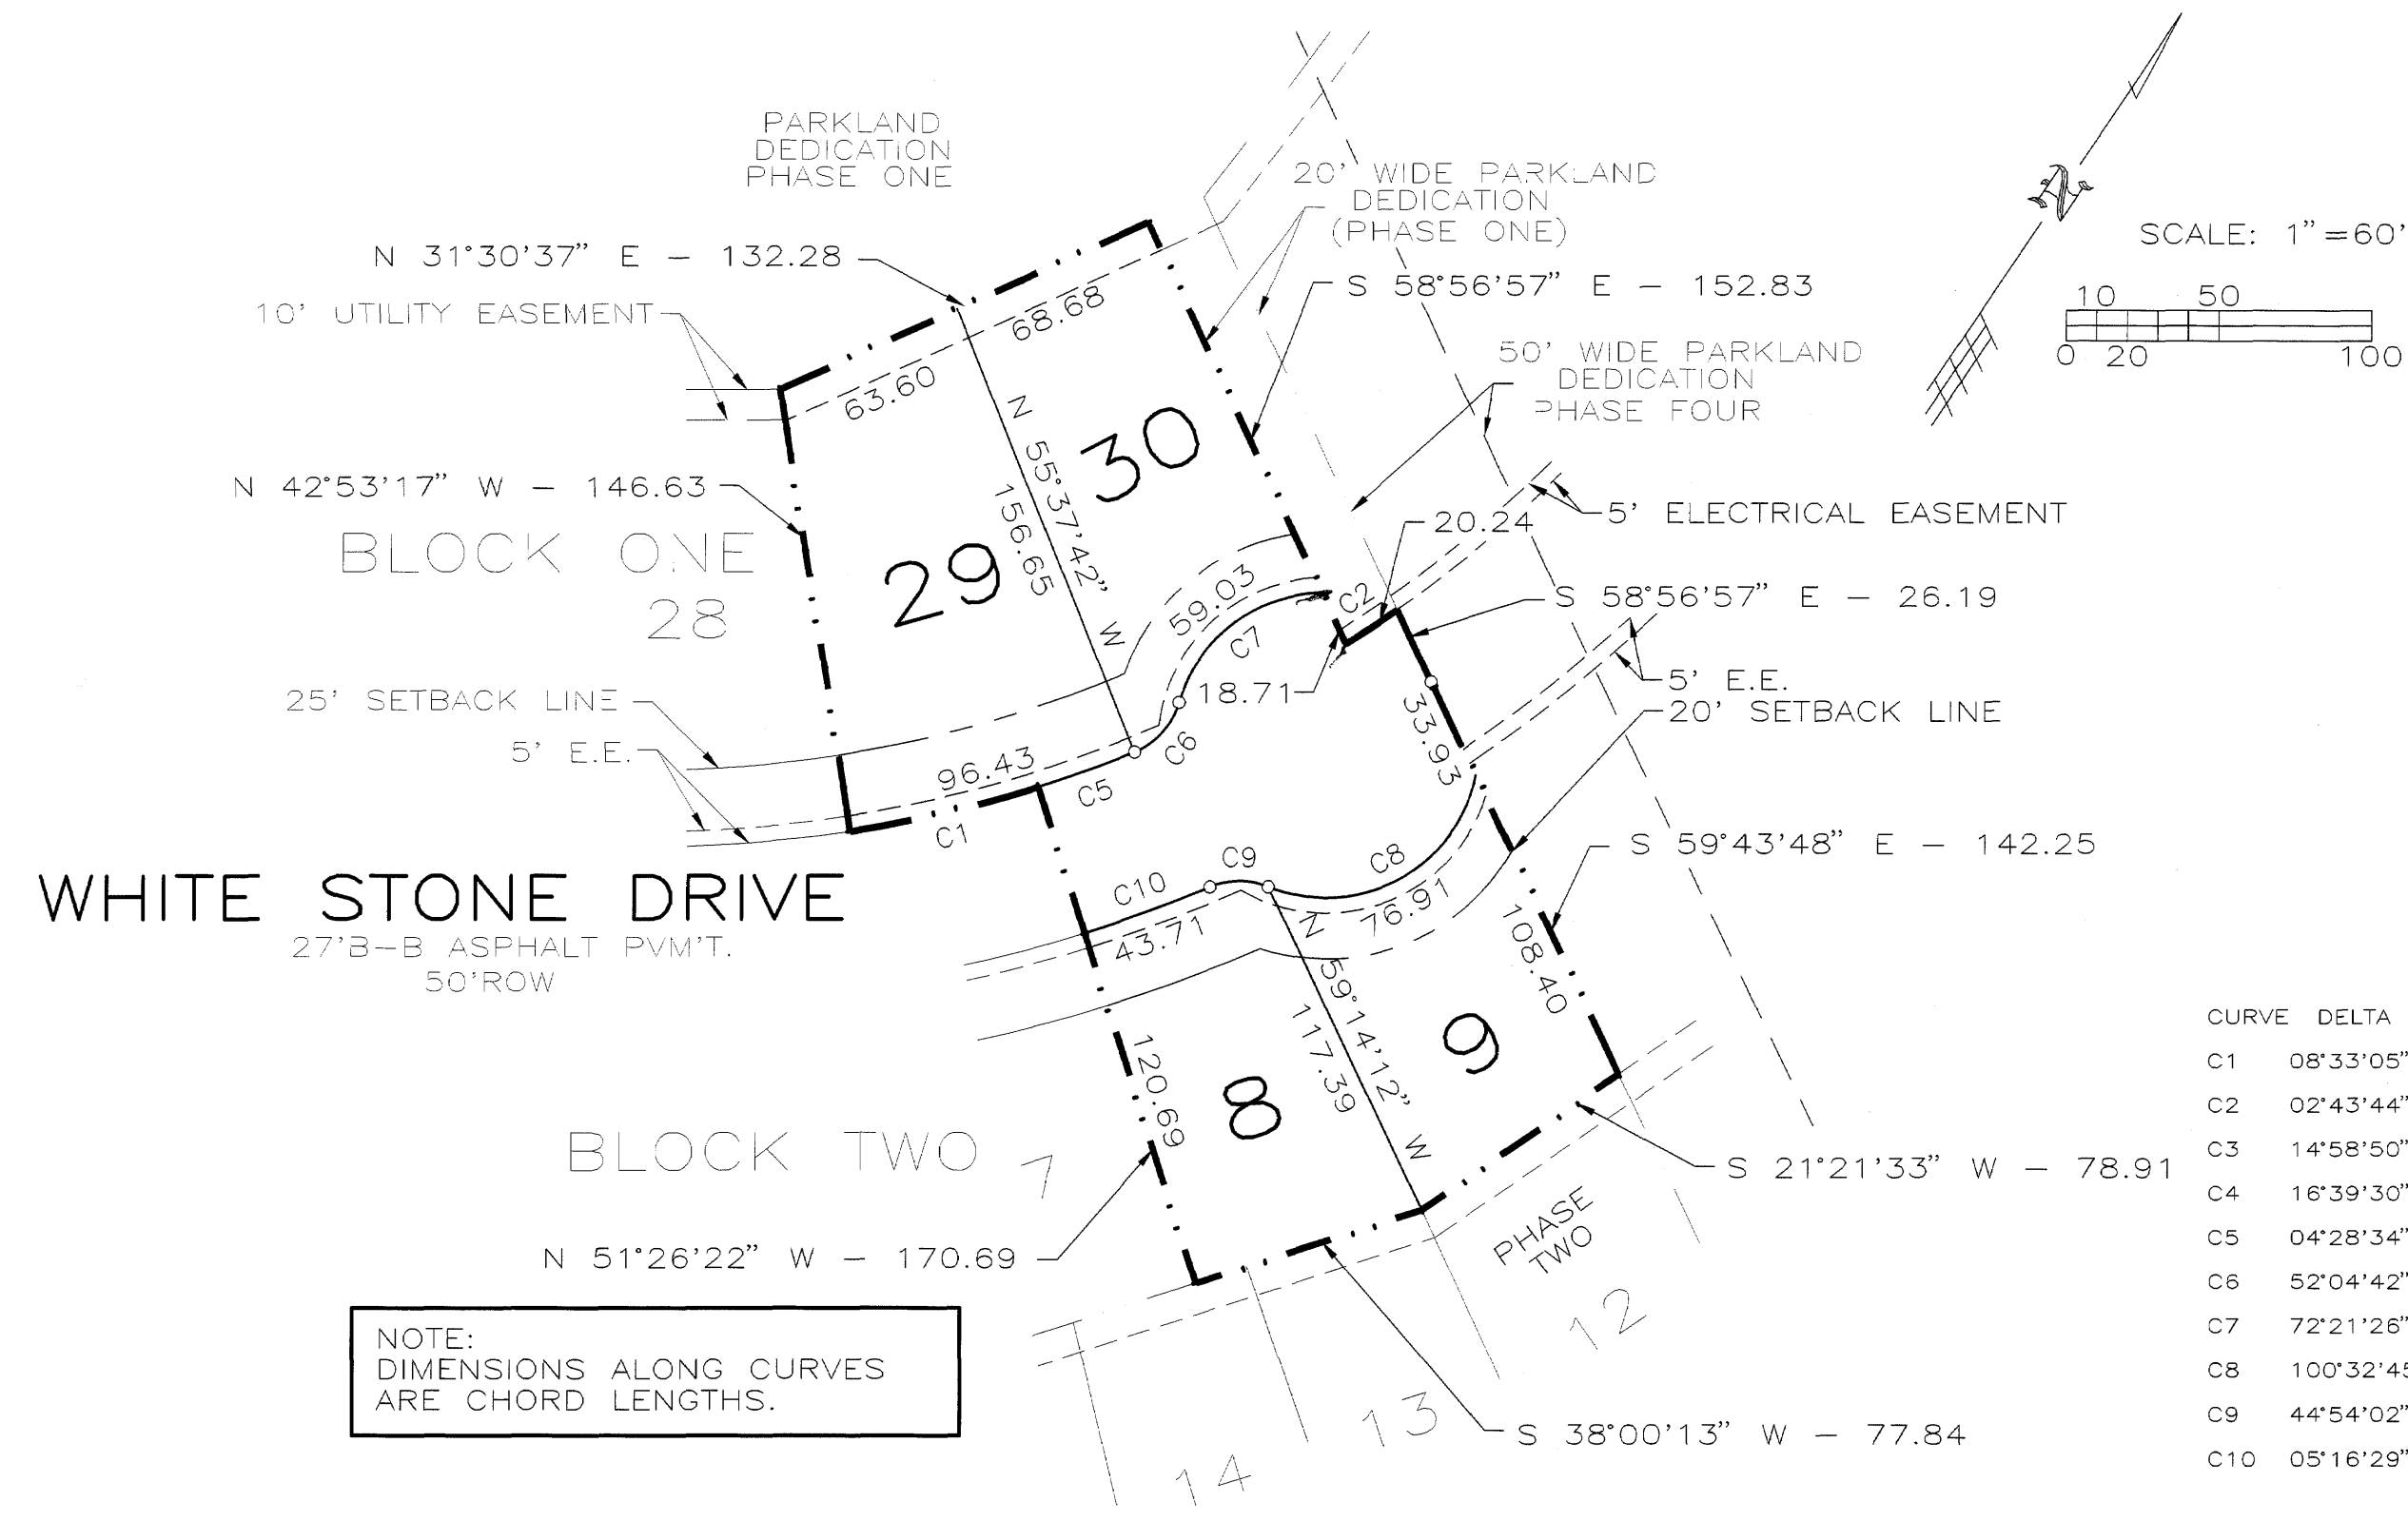 PARKLAND
DEDICATION
PHASE ONE
20' WIDE PARKLAND
DEDICATION
(PHASE ONE)
N
SCALE: 1"=60'
10 50
0 20 100
N 31°30'37" E – 132.28
10' UTILITY EASEMENT
S 58°56'57" E – 152.83
68.68
63.60
50' WIDE PARKLAND
DEDICATION
PHASE FOUR
N 42°53'17" W – 146.63
BLOCK ONE
28
29
30
N 55°37'42" W
156.65
20.24
5' ELECTRICAL EASEMENT
59.03
C7
C2
S 58°56'57" E – 26.19
18.71
33.93
5' E.E.
20' SETBACK LINE
25' SETBACK LINE
5' E.E.
96.43
C5
C6
C1
WHITE STONE DRIVE
27'B–B ASPHALT PVM'T.
50'ROW
C10
C9
C8
43.71
76.91
S 59°43'48" E – 142.25
108.40
N 59°14'12" W
117.39
120.69
8
9
BLOCK TWO
7
S 21°21'33" W – 78.91
PHASE
TWO
N 51°26'22" W – 170.69
12
13
14
S 38°00'13" W – 77.84
NOTE:
DIMENSIONS ALONG CURVES
ARE CHORD LENGTHS.
CURVE DELTA
C1 08°33'05"
C2 02°43'44"
C3 14°58'50"
C4 16°39'30"
C5 04°28'34"
C6 52°04'42"
C7 72°21'26"
C8 100°32'45
C9 44°54'02"
C10 05°16'29"